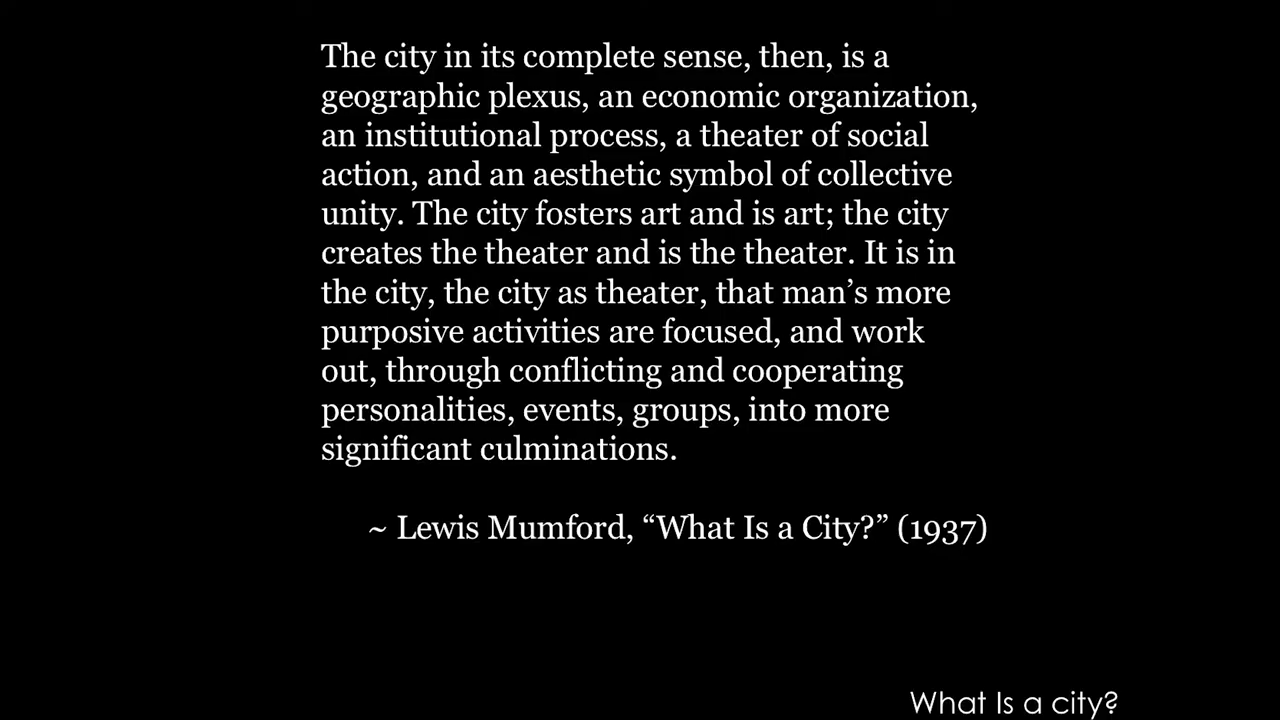 The city in its complete sense, then, is a
geographic plexus, an economic organization,
an institutional process, a theater of social
action, and an aesthetic symbol of collective
unity. The city fosters art and is art; the city
creates the theater and is the theater. It is in
the city, the city as theater, that man’s more
purposive activities are focused, and work
out, through conflicting and cooperating
personalities, events, groups, into more
significant culminations.
~ Lewis Mumford, “What Is a City?” (1937)
What Is a city?